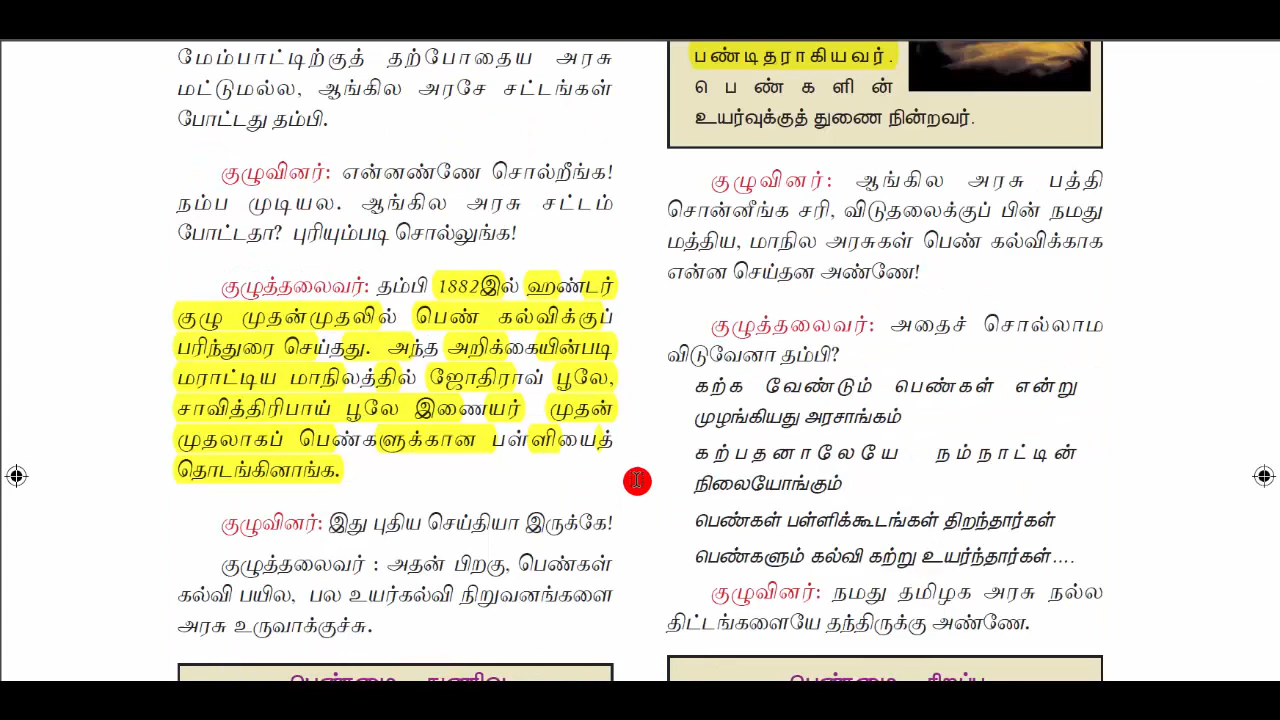 மேம்பாட்டிற்குத் தற்போதைய அரசு
மட்டுமல்ல, ஆங்கில அரசே சட்டங்கள்
போட்டது தம்பி.
குழுவினர்: என்னண்ணே சொல்றீங்க!
நம்ப முடியல. ஆங்கில அரசு சட்டம்
போட்டதா? புரியும்படி சொல்லுங்க!
குழுத்தலைவர்: தம்பி 1882இல் ஹண்டர்
குழு முதன்முதலில் பெண் கல்விக்குப்
பரிந்துரை செய்தது. அந்த அறிக்கையின்படி
மராட்டிய மாநிலத்தில் ஜோதிராவ் பூலே,
சாவித்திரிபாய் பூலே இணையர் முதன்
முதலாகப் பெண்களுக்கான பள்ளியைத்
தொடங்கினாங்க.
குழுவினர்: இது புதிய செய்தியா இருக்கே!
குழுத்தலைவர் : அதன் பிறகு, பெண்கள்
கல்வி பயில, பல உயர்கல்வி நிறுவனங்களை
அரசு உருவாக்குச்சு.
பெண்மை - துணிவு
பண்டிதராகியவர்.
பெண்களின்
உயர்வுக்குத் துணை நின்றவர்.
குழுவினர்: ஆங்கில அரசு பத்தி
சொன்னீங்க சரி, விடுதலைக்குப் பின் நமது
மத்திய, மாநில அரசுகள் பெண் கல்விக்காக
என்ன செய்தன அண்ணே!
குழுத்தலைவர்: அதைச் சொல்லாம
விடுவேனா தம்பி?
கற்க வேண்டும் பெண்கள் என்று
முழங்கியது அரசாங்கம்
கற்பதனாலேயே நம்நாட்டின்
நிலையோங்கும்
பெண்கள் பள்ளிக்கூடங்கள் திறந்தார்கள்
பெண்களும் கல்வி கற்று உயர்ந்தார்கள்....
குழுவினர்: நமது தமிழக அரசு நல்ல
திட்டங்களையே தந்திருக்கு அண்ணே.
பெண்மை - சிறப்பு